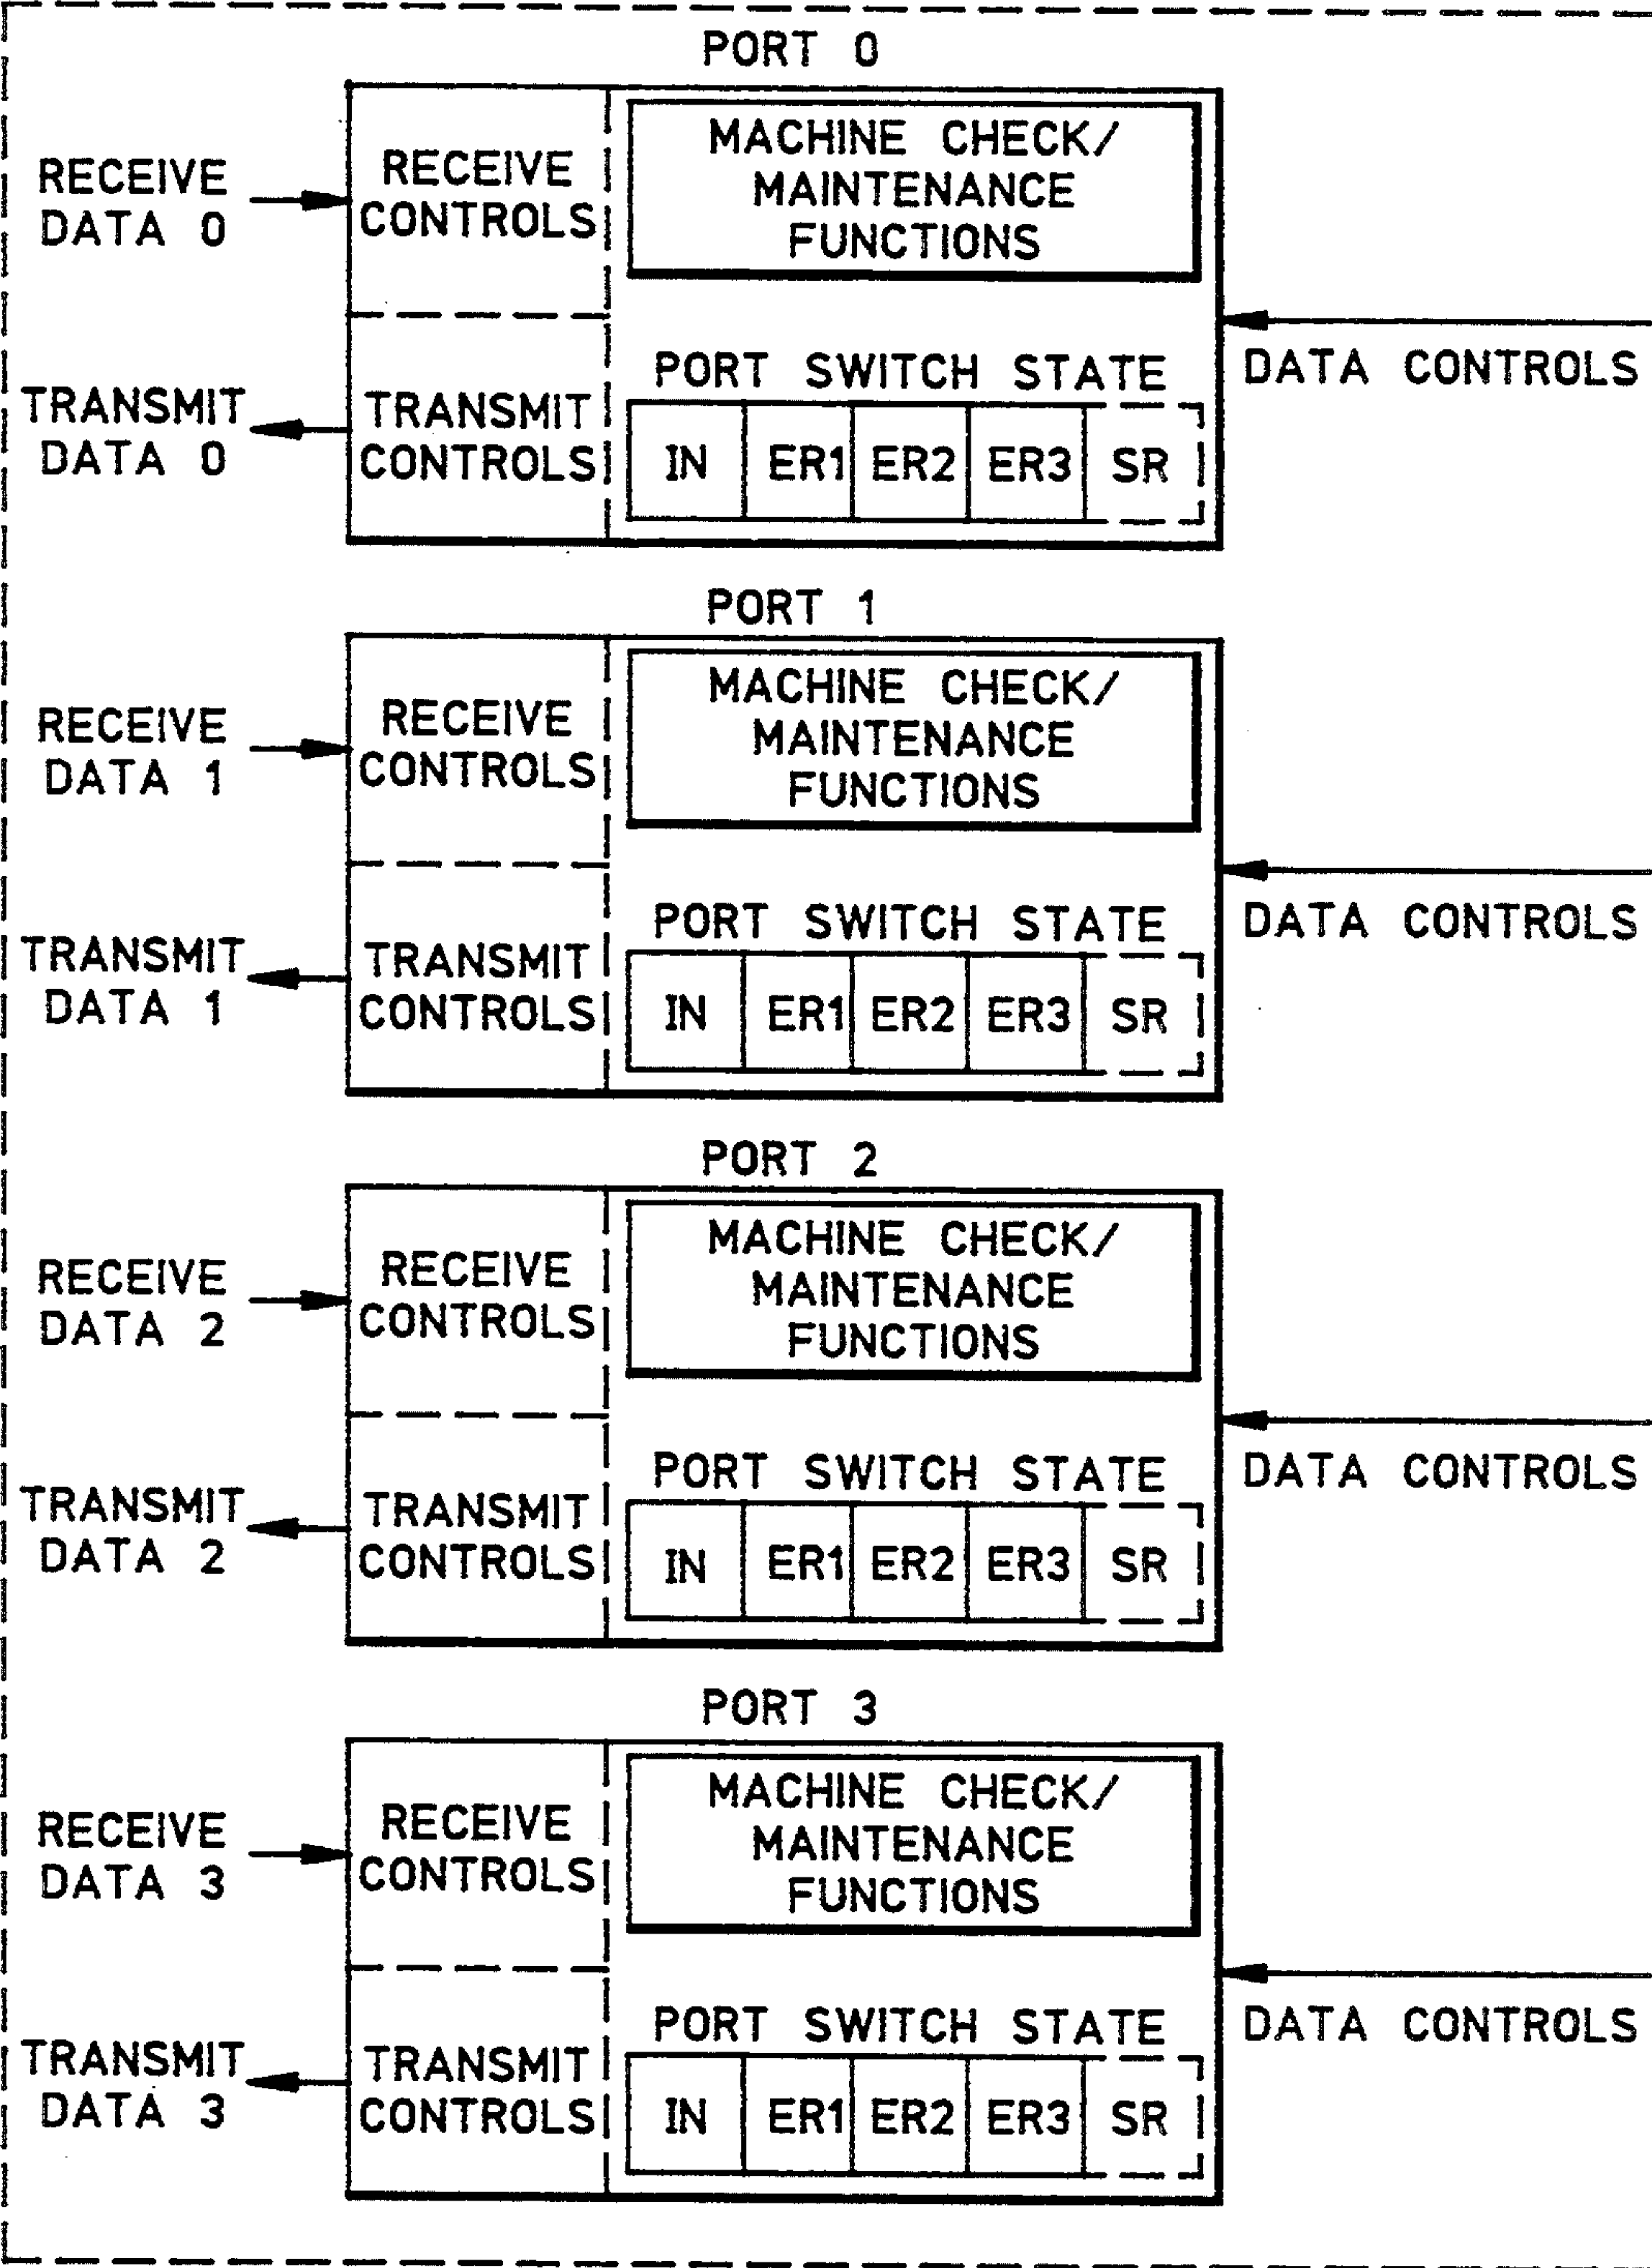 PORT 0
RECEIVE
DATA 0
RECEIVE
CONTROLS
MACHINE CHECK/
MAINTENANCE
FUNCTIONS
TRANSMIT
DATA 0
TRANSMIT
CONTROLS
PORT SWITCH STATE
IN ER1 ER2 ER3 SR
DATA CONTROLS
PORT 1
RECEIVE
DATA 1
RECEIVE
CONTROLS
MACHINE CHECK/
MAINTENANCE
FUNCTIONS
TRANSMIT
DATA 1
TRANSMIT
CONTROLS
PORT SWITCH STATE
IN ER1 ER2 ER3 SR
DATA CONTROLS
PORT 2
RECEIVE
DATA 2
RECEIVE
CONTROLS
MACHINE CHECK/
MAINTENANCE
FUNCTIONS
TRANSMIT
DATA 2
TRANSMIT
CONTROLS
PORT SWITCH STATE
IN ER1 ER2 ER3 SR
DATA CONTROLS
PORT 3
RECEIVE
DATA 3
RECEIVE
CONTROLS
MACHINE CHECK/
MAINTENANCE
FUNCTIONS
TRANSMIT
DATA 3
TRANSMIT
CONTROLS
PORT SWITCH STATE
IN ER1 ER2 ER3 SR
DATA CONTROLS